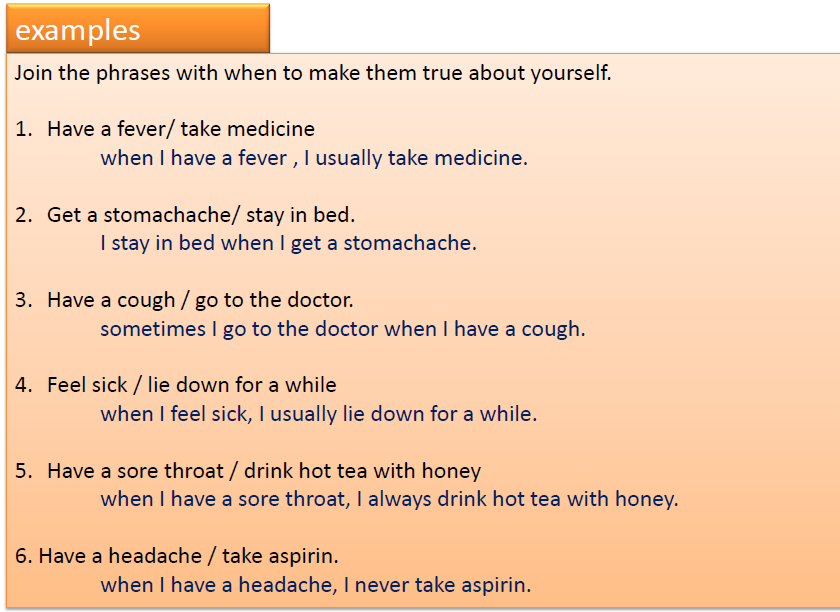 examples
Join the phrases with when to make them true about yourself.
1. Have a fever/ take medicine
when I have a fever , I usually take medicine.
2. Get a stomachache/ stay in bed.
I stay in bed when I get a stomachache.
3. Have a cough / go to the doctor.
sometimes I go to the doctor when I have a cough.
4. Feel sick / lie down for a while
when I feel sick, I usually lie down for a while.
5. Have a sore throat / drink hot tea with honey
when I have a sore throat, I always drink hot tea with honey.
6. Have a headache / take aspirin.
when I have a headache, I never take aspirin.